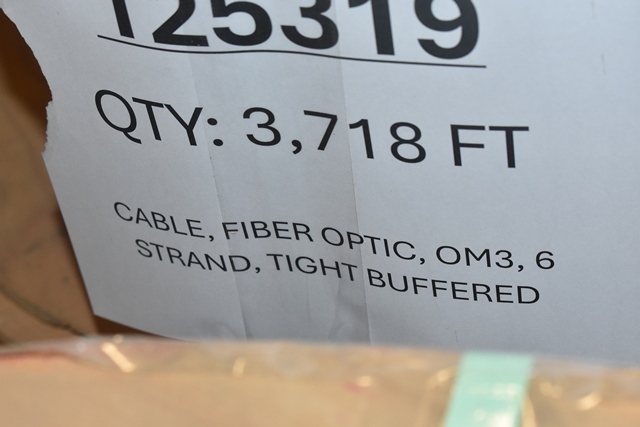 125319
QTY: 3,718 FT
CABLE, FIBER OPTIC, OM3, 6
STRAND, TIGHT BUFFERED